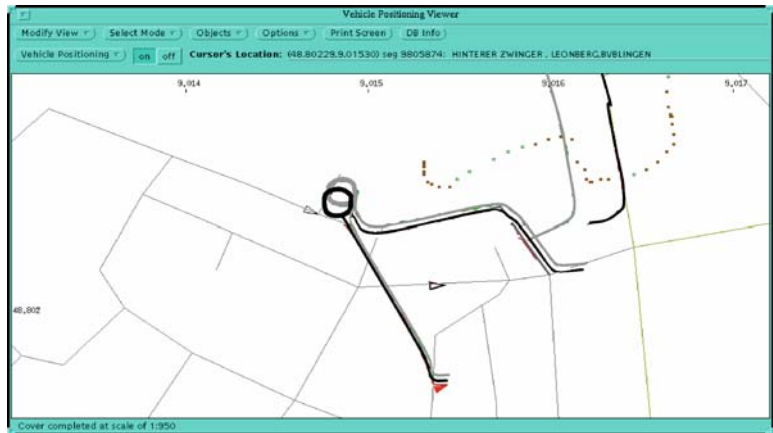 Vehicle Positioning Viewer
Modify View Select Mode Objects Options Print Screen DB Info
Vehicle Positioning on off Cursor's Location: (48.80229,9.01530) seg 9805874: HINTERER ZWINGER , LEONBERG,BVBLINGEN
9.014 9.015 9.016 9.017
48.802
Cover completed at scale of 1:950